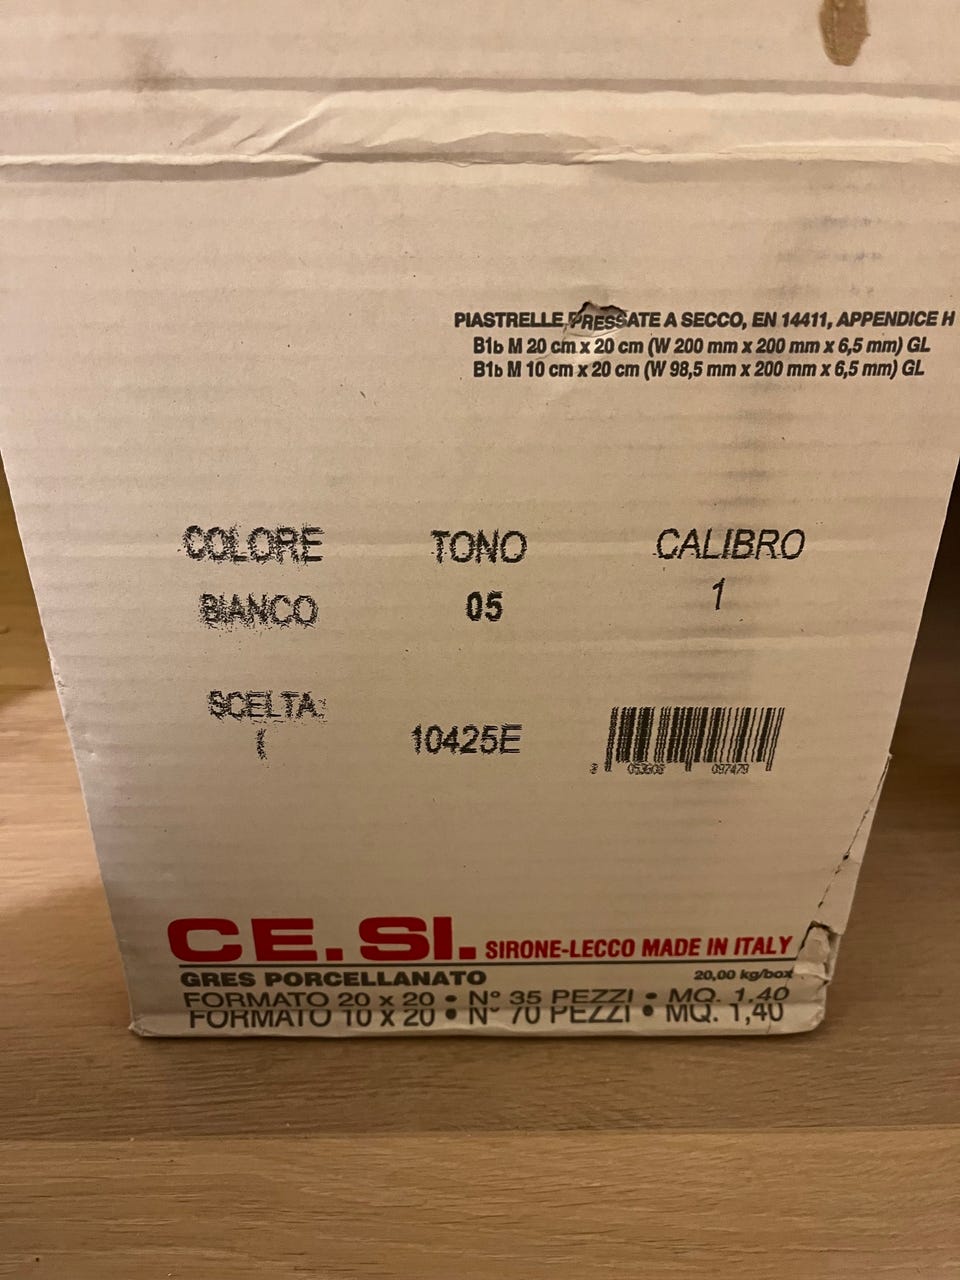 PIASTRELLE PRESSATE A SECCO, EN 14411, APPENDICE H
B1b M 20 cm x 20 cm (W 200 mm x 200 mm x 6,5 mm) GL
B1b M 10 cm x 20 cm (W 98,5 mm x 200 mm x 6,5 mm) GL
COLORE TONO CALIBRO
BIANCO 05 1
SCELTA:
10425E
097479
CE.SI. SIRONE-LECCO MADE IN ITALY
GRES PORCELLANATO 20,00 kg/box
FORMATO 20 x 20 • N° 35 PEZZI • MQ. 1,40
FORMATO 10 x 20 • N° 70 PEZZI • MQ. 1,40